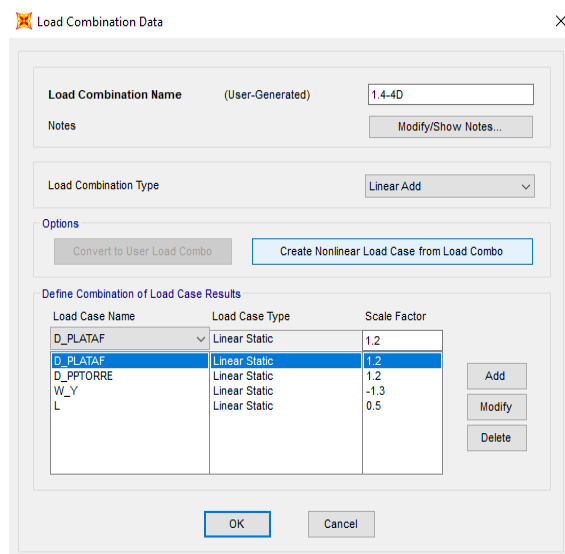 Load Combination Data
Load Combination Name (User-Generated) 1.4-4D
Notes Modify/Show Notes...
Load Combination Type Linear Add
Options
Convert to User Load Combo Create Nonlinear Load Case from Load Combo
Define Combination of Load Case Results
Load Case Name Load Case Type Scale Factor
D_PLATAF Linear Static 1.2
D_PLATAF Linear Static 1.2
D_PPTORRE Linear Static 1.2
W_Y Linear Static -1.3
L Linear Static 0.5
Add
Modify
Delete
OK Cancel